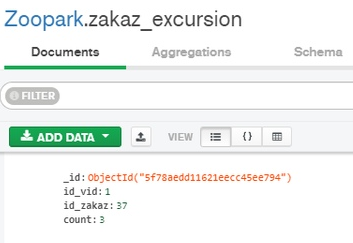 Zoopark.zakaz_excursion
Documents Aggregations Schema
FILTER
ADD DATA VIEW { }
_id: ObjectId("5f78aedd11621eecc45ee794")
id_vid: 1
id_zakaz: 37
count: 3